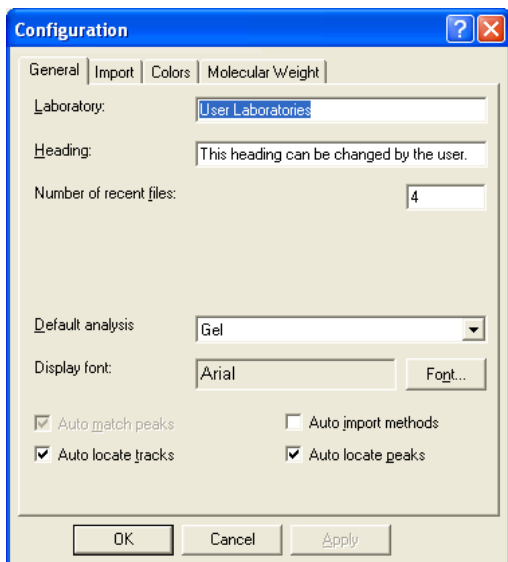 Configuration
General Import Colors Molecular Weight
Laboratory: User Laboratories
Heading: This heading can be changed by the user.
Number of recent files: 4
Default analysis Gel
Display font: Arial Font...
Auto match peaks Auto import methods
Auto locate tracks Auto locate peaks
OK Cancel Apply